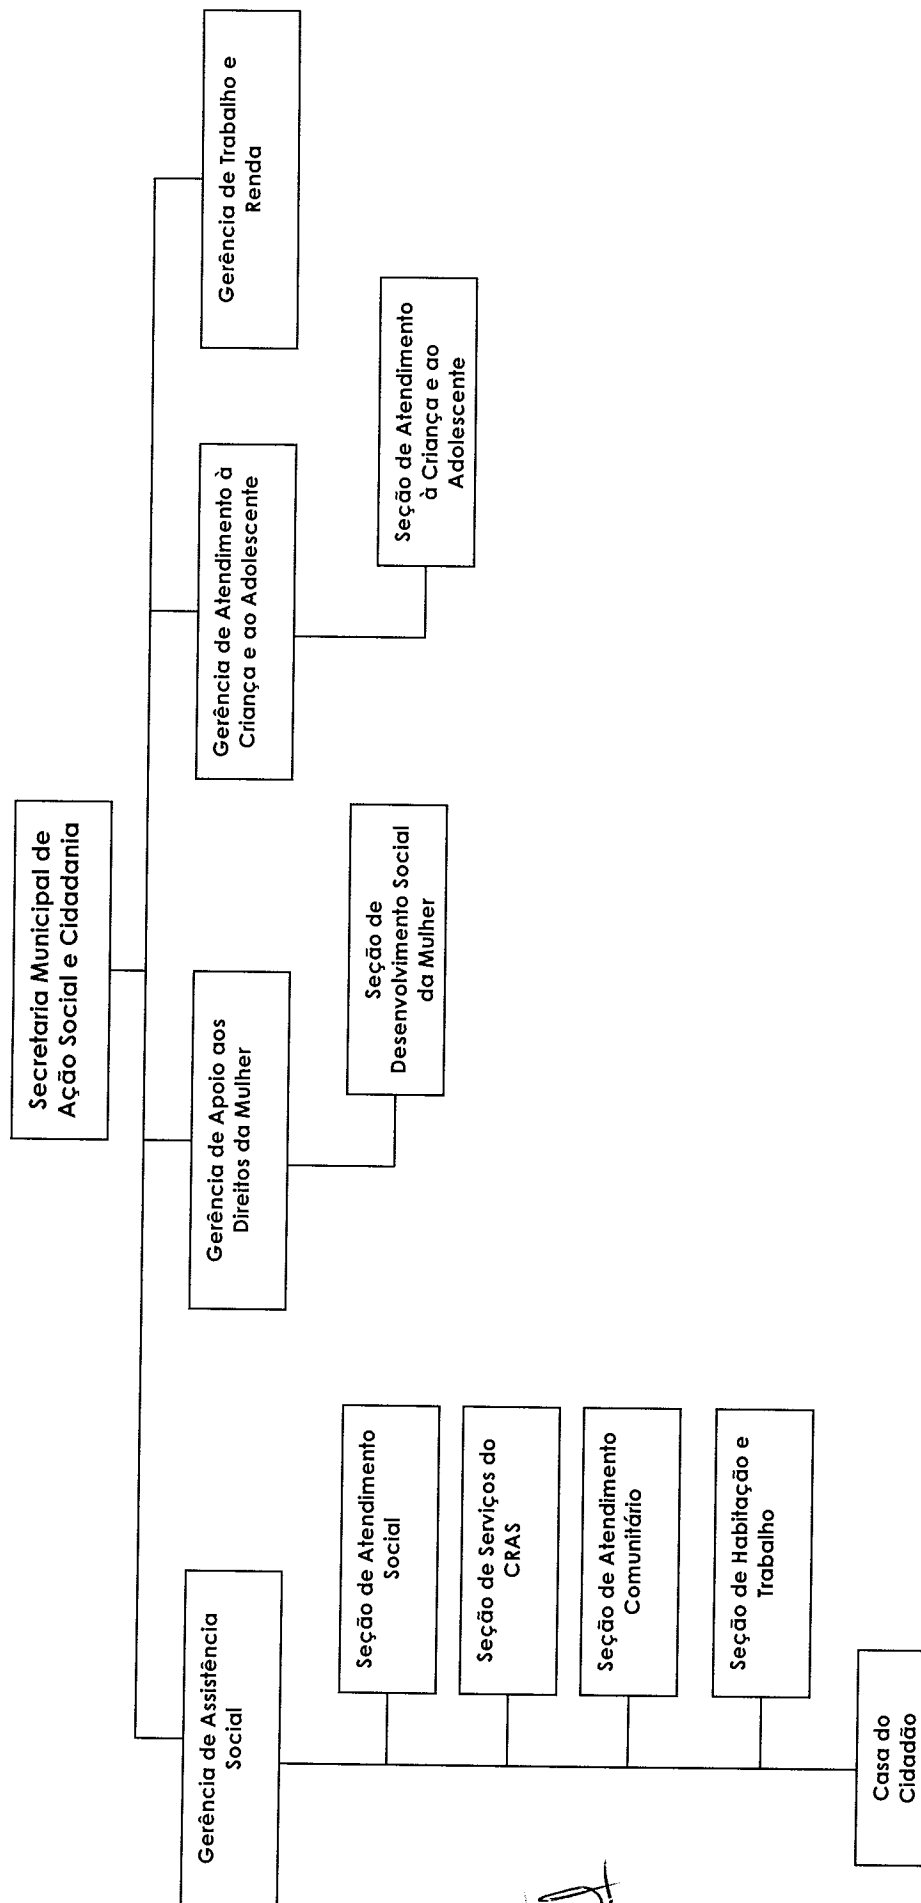 Secretaria Municipal de
Ação Social e Cidadania
Gerência de Assistência
Social
Gerência de Apoio aos
Direitos da Mulher
Gerência de Atendimento à
Criança e ao Adolescente
Gerência de Trabalho e
Renda
Seção de Atendimento
Social
Seção de Serviços do
CRAS
Seção de Atendimento
Comunitário
Seção de Habitação e
Trabalho
Casa do
Cidadão
Seção de
Desenvolvimento Social
da Mulher
Seção de Atendimento
à Criança e ao
Adolescente